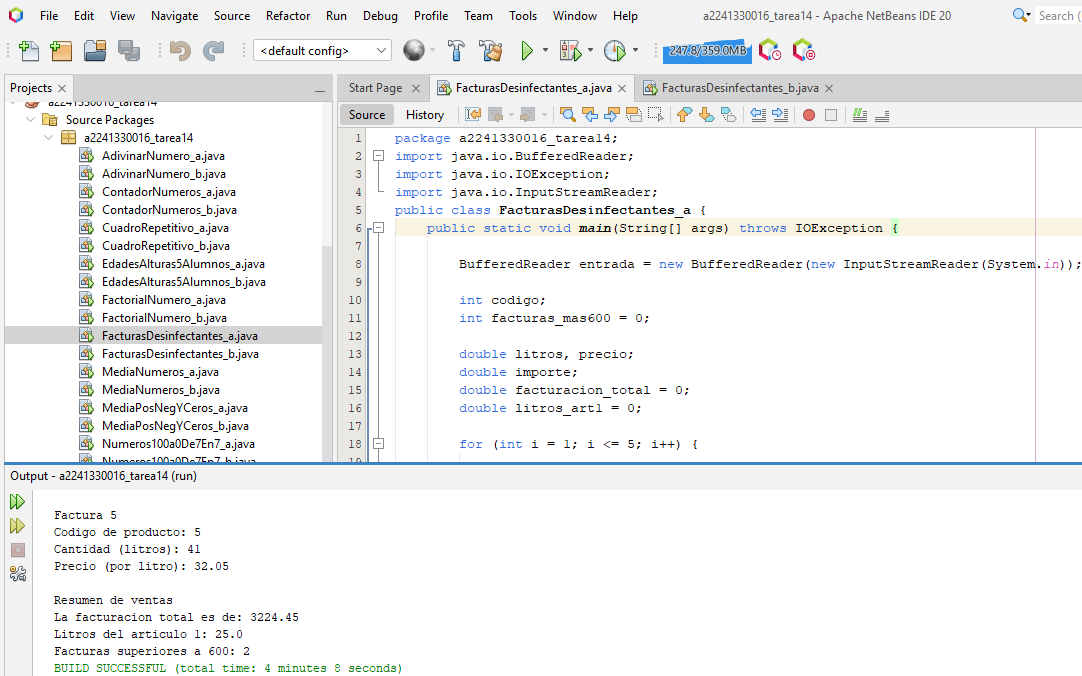 File Edit View Navigate Source Refactor Run Debug Profile Team Tools Window Help a2241330016_tarea14 - Apache NetBeans IDE 20 Search (
<default config> 247.8/359.0MB
Projects
a2241330016_tarea14
Source Packages
a2241330016_tarea14
AdivinarNumero_a.java
AdivinarNumero_b.java
ContadorNumeros_a.java
ContadorNumeros_b.java
CuadroRepetitivo_a.java
CuadroRepetitivo_b.java
EdadesAlturas5Alumnos_a.java
EdadesAlturas5Alumnos_b.java
FactorialNumero_a.java
FactorialNumero_b.java
FacturasDesinfectantes_a.java
FacturasDesinfectantes_b.java
MediaNumeros_a.java
MediaNumeros_b.java
MediaPosNegYCeros_a.java
MediaPosNegYCeros_b.java
Numeros100a0De7En7_a.java
Numeros100a0De7En7_b.java
Start Page FacturasDesinfectantes_a.java FacturasDesinfectantes_b.java
Source History
1 package a2241330016_tarea14;
2 import java.io.BufferedReader;
3 import java.io.IOException;
4 import java.io.InputStreamReader;
5 public class FacturasDesinfectantes_a {
6 public static void main(String[] args) throws IOException {
7
8 BufferedReader entrada = new BufferedReader(new InputStreamReader(System.in));
9
10 int codigo;
11 int facturas_mas600 = 0;
12
13 double litros, precio;
14 double importe;
15 double facturacion_total = 0;
16 double litros_art1 = 0;
17
18 for (int i = 1; i <= 5; i++) {
19
Output - a2241330016_tarea14 (run)
Factura 5
Codigo de producto: 5
Cantidad (litros): 41
Precio (por litro): 32.05
Resumen de ventas
La facturacion total es de: 3224.45
Litros del articulo 1: 25.0
Facturas superiores a 600: 2
BUILD SUCCESSFUL (total time: 4 minutes 8 seconds)